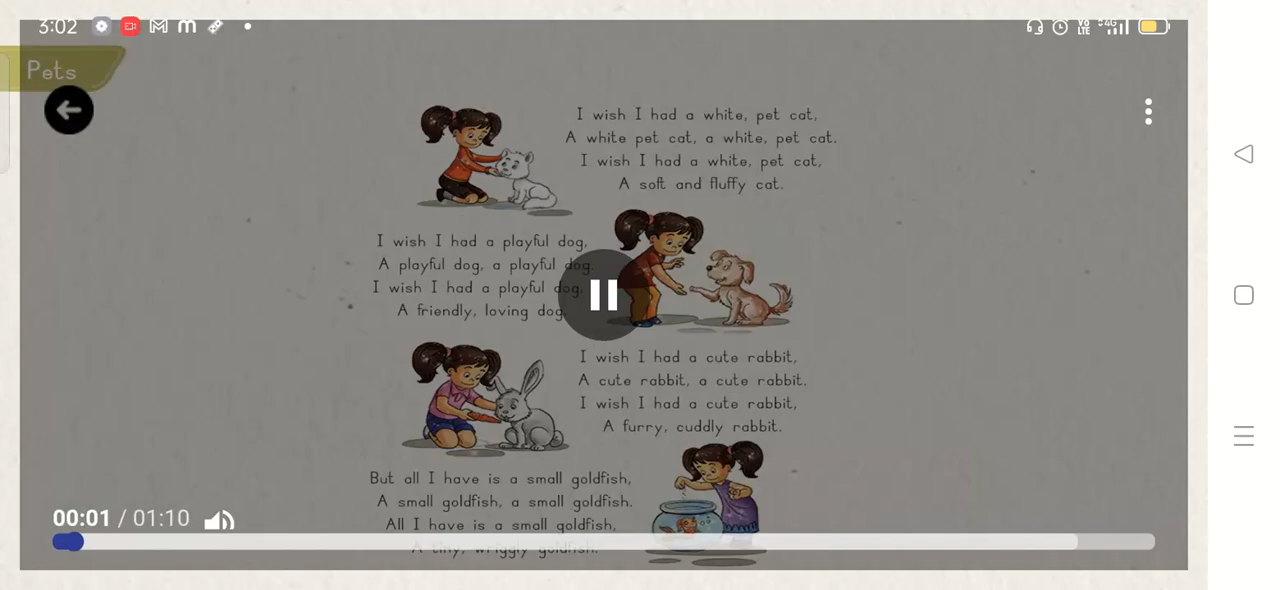 3:02
VO
LTE
4G
Pets
I wish I had a white, pet cat,
A white pet cat, a white, pet cat.
I wish I had a white, pet cat,
A soft and fluffy cat.
I wish I had a playful dog,
A playful dog, a playful dog.
I wish I had a playful dog,
A friendly, loving dog.
I wish I had a cute rabbit,
A cute rabbit, a cute rabbit.
I wish I had a cute rabbit,
A furry, cuddly rabbit.
But all I have is a small goldfish,
A small goldfish, a small goldfish.
All I have is a small goldfish,
A tiny, wriggly goldfish.
00:01 / 01:10